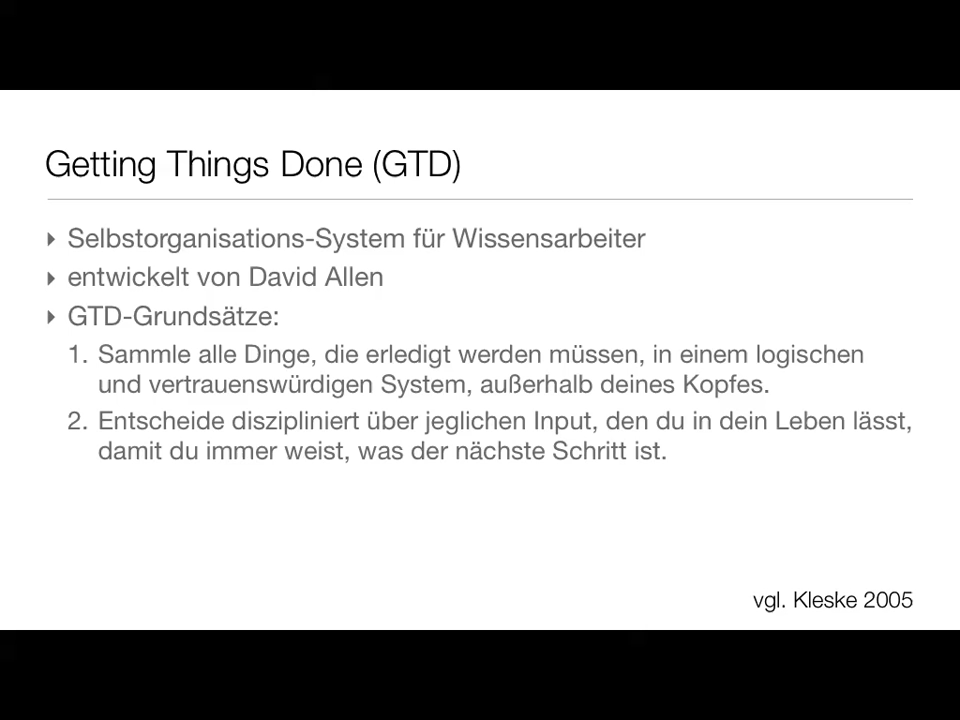 Getting Things Done (GTD)
‣ Selbstorganisations-System für Wissensarbeiter
‣ entwickelt von David Allen
‣ GTD-Grundsätze:
1. Sammle alle Dinge, die erledigt werden müssen, in einem logischen
und vertrauenswürdigen System, außerhalb deines Kopfes.
2. Entscheide diszipliniert über jeglichen Input, den du in dein Leben lässt,
damit du immer weist, was der nächste Schritt ist.
vgl. Kleske 2005